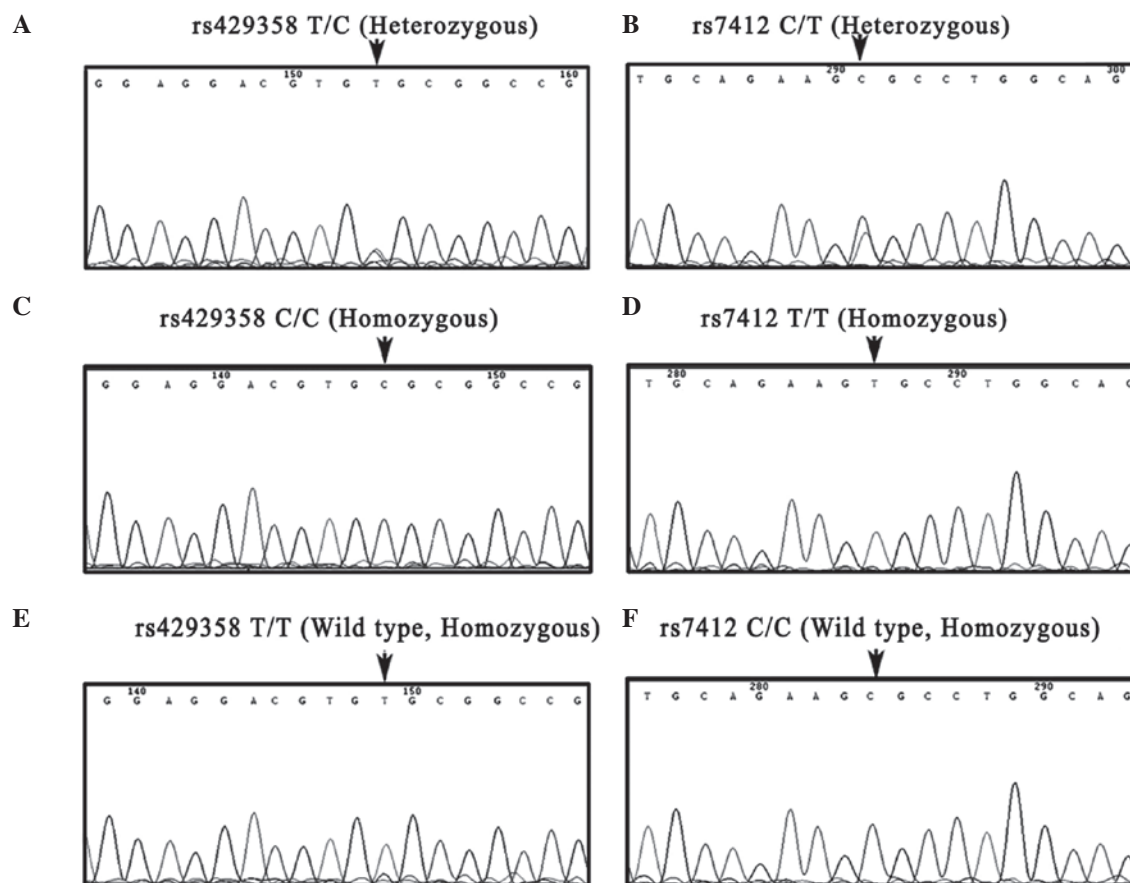 A
rs429358 T/C (Heterozygous)
150 160
G G A G G A C G T G T G C G G C C G
B
rs7412 C/T (Heterozygous)
290 300
T G C A G A A G C G C C T G G C A G
C
rs429358 C/C (Homozygous)
140 150
G G A G G A C G T G C G C G G C C G
D
rs7412 T/T (Homozygous)
280 290
T G C A G A A G T G C C T G G C A G
E
rs429358 T/T (Wild type, Homozygous)
140 150
G G A G G A C G T G T G C G G C C G
F
rs7412 C/C (Wild type, Homozygous)
280 290
T G C A G A A G C G C C T G G C A G